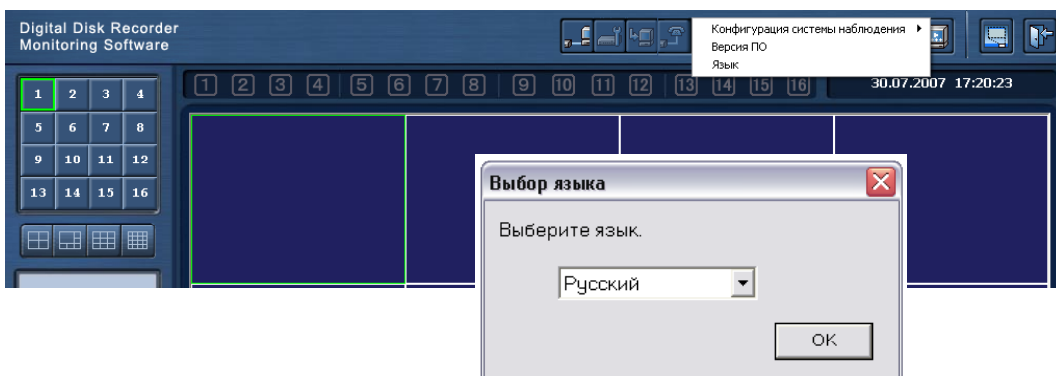 Digital Disk Recorder
Monitoring Software
Конфигурация системы наблюдения
Версия ПО
Язык
1 2 3 4 5 6 7 8 9 10 11 12 13 14 15 16
30.07.2007 17:20:23
1 2 3 4
5 6 7 8
9 10 11 12
13 14 15 16
Выбор языка
Выберите язык.
Русский
OK